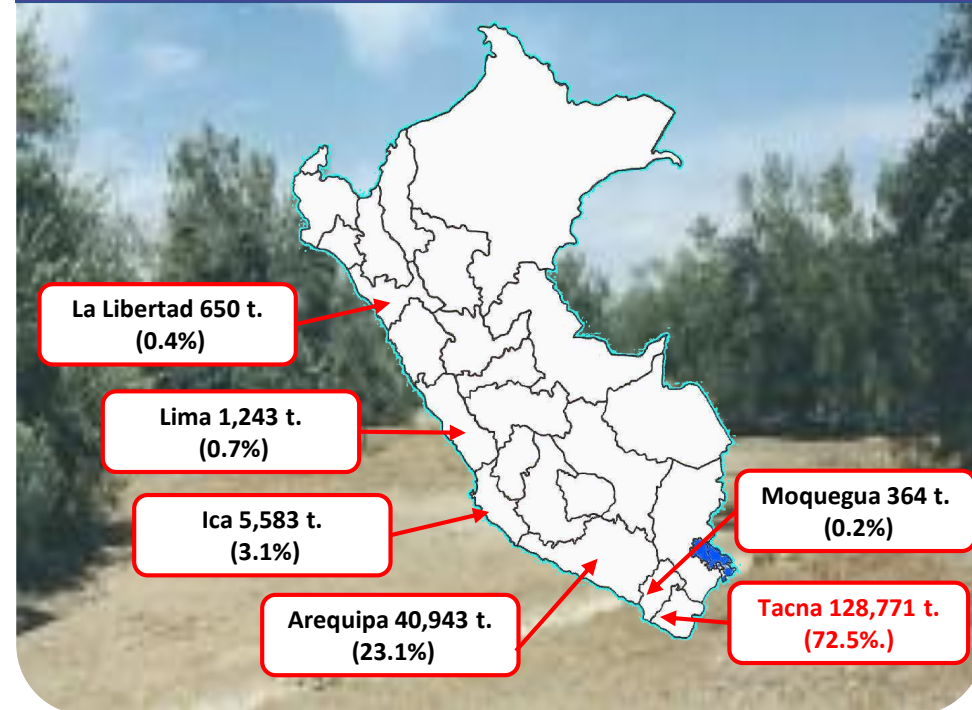 La Libertad 650 t.
(0.4%)
Lima 1,243 t.
(0.7%)
Ica 5,583 t.
(3.1%)
Moquegua 364 t.
(0.2%)
Arequipa 40,943 t.
(23.1%)
Tacna 128,771 t.
(72.5%.)